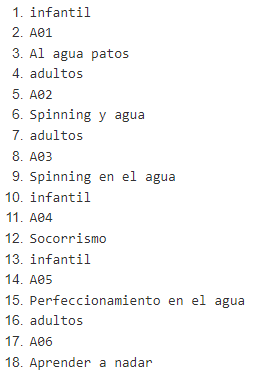 1. infantil
2. A01
3. Al agua patos
4. adultos
5. A02
6. Spinning y agua
7. adultos
8. A03
9. Spinning en el agua
10. infantil
11. A04
12. Socorrismo
13. infantil
14. A05
15. Perfeccionamiento en el agua
16. adultos
17. A06
18. Aprender a nadar